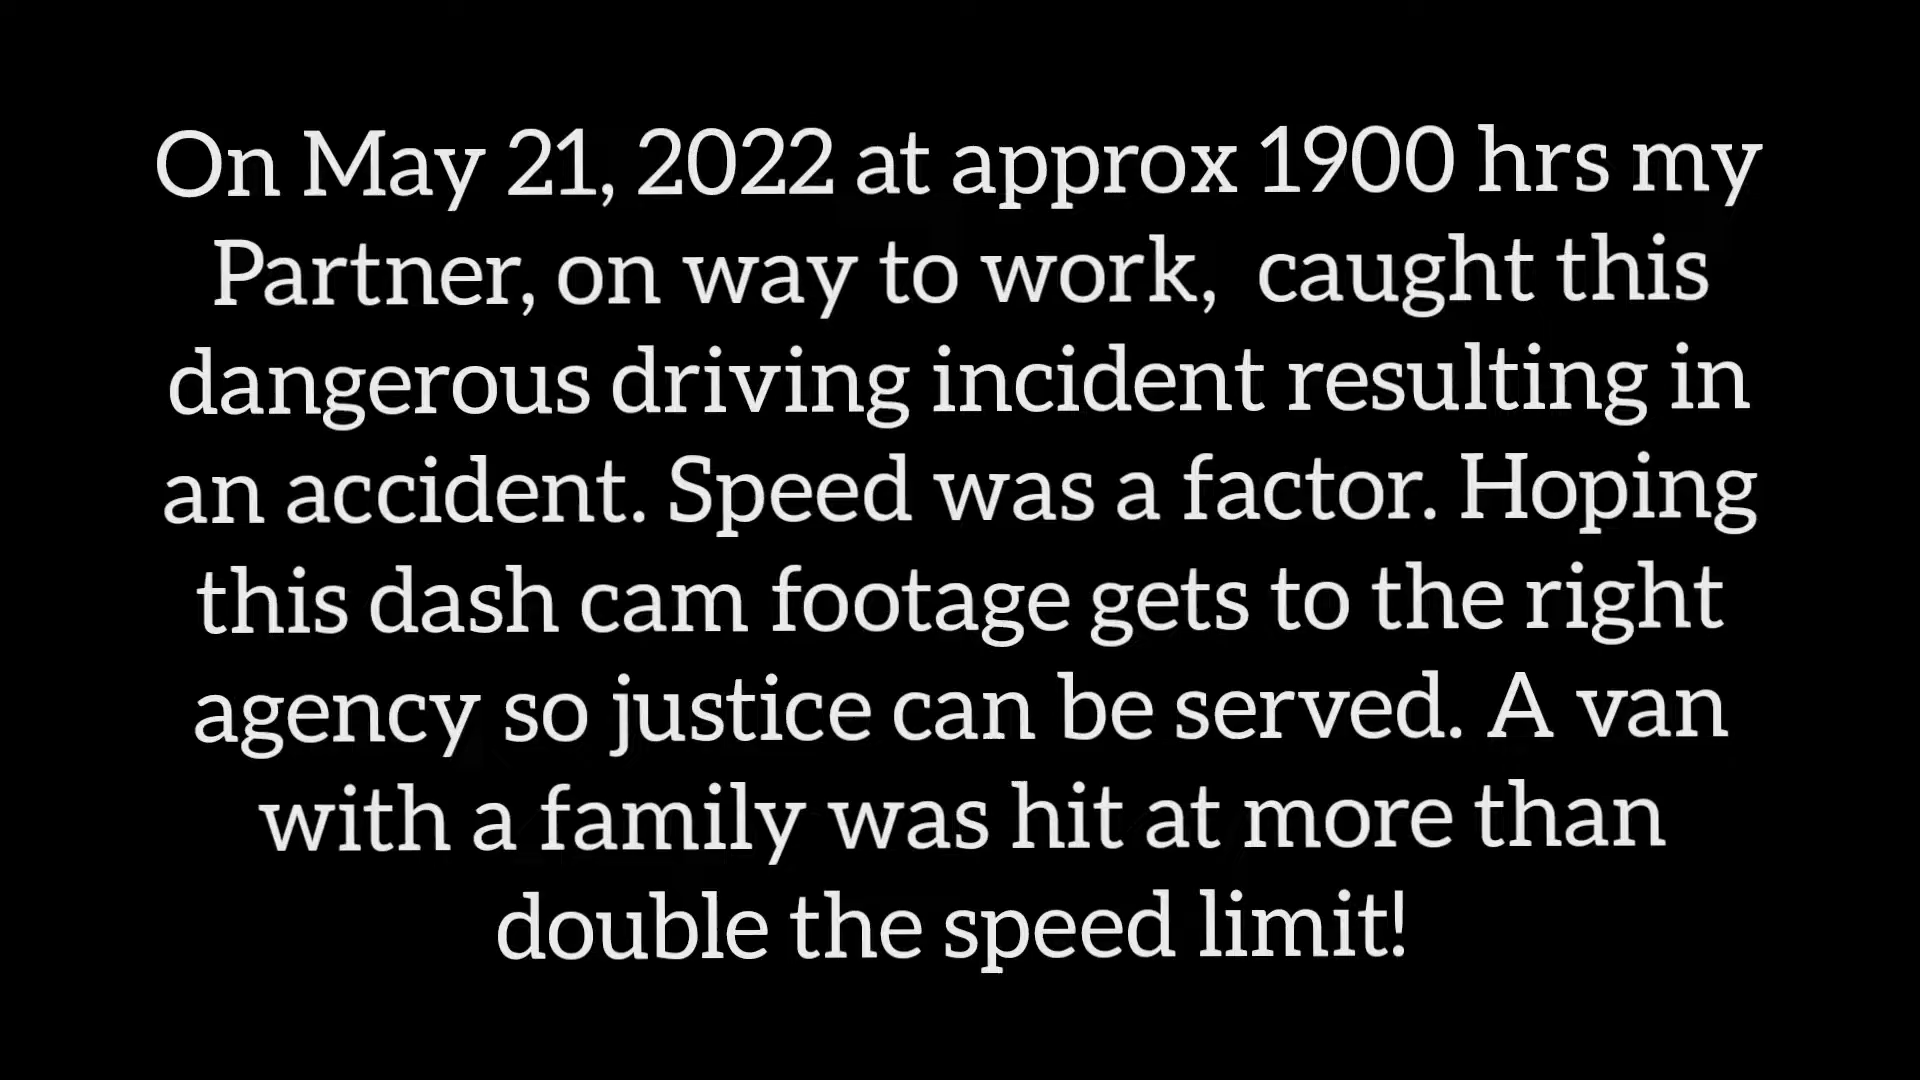 On May 21, 2022 at approx 1900 hrs my
Partner, on way to work,  caught this
dangerous driving incident resulting in
an accident. Speed was a factor. Hoping
this dash cam footage gets to the right
agency so justice can be served. A van
with a family was hit at more than
double the speed limit!